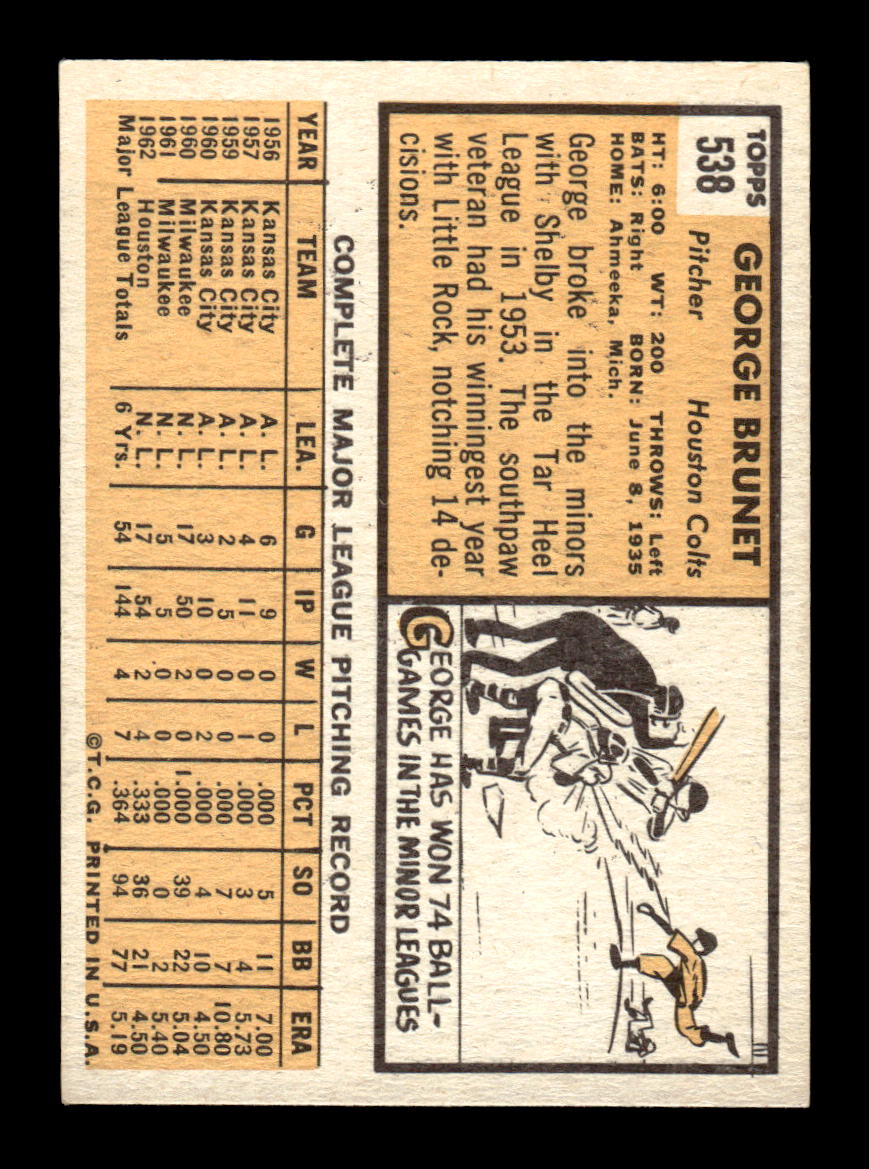 TOPPS
538
GEORGE BRUNET
Pitcher Houston Colts
HT: 6:00 WT: 200 THROWS: Left
BATS: Right BORN: June 8, 1935
HOME: Ahmeeka, Mich.
George broke into the minors
with Shelby in the Tar Heel
League in 1953. The southpaw
veteran had his winningest year
with Little Rock, notching 14 de-
cisions.
GEORGE HAS WON 74 BALL-
GAMES IN THE MINOR LEAGUES
COMPLETE MAJOR LEAGUE PITCHING RECORD
YEAR TEAM LEA. G IP W L PCT SO BB ERA
1956 Kansas City A. L. 6 9 0 0 .000 5 11 7.00
1957 Kansas City A. L. 4 11 0 1 .000 3 4 5.73
1959 Kansas City A. L. 2 5 0 0 .000 7 7 10.80
1960 Kansas City A. L. 3 10 0 2 .000 4 10 4.50
1960 Milwaukee N. L. 17 50 2 0 1.000 39 22 5.04
1961 Milwaukee N. L. 5 5 0 0 .000 0 2 5.40
1962 Houston N. L. 17 54 2 4 .333 36 21 4.50
Major League Totals 6 Yrs. 54 144 4 7 .364 94 77 5.19
©T.C.G. PRINTED IN U.S.A.